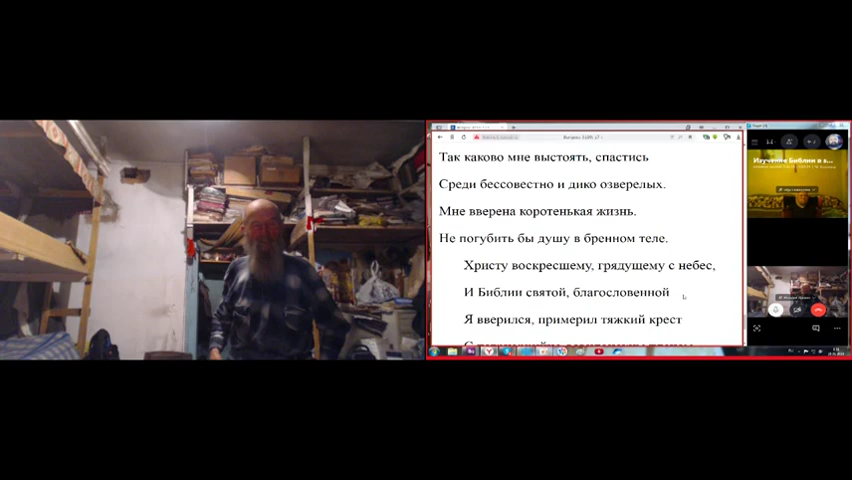 Так каково мне выстоять, спастись
Среди бессовестно и дико озверелых.
Мне вверена коротенькая жизнь.
Не погубить бы душу в бренном теле.
Христу воскресшему, грядущему с небес,
И Библии святой, благословенной
Я вверился, примерил тяжкий крест
Изучение Библии в